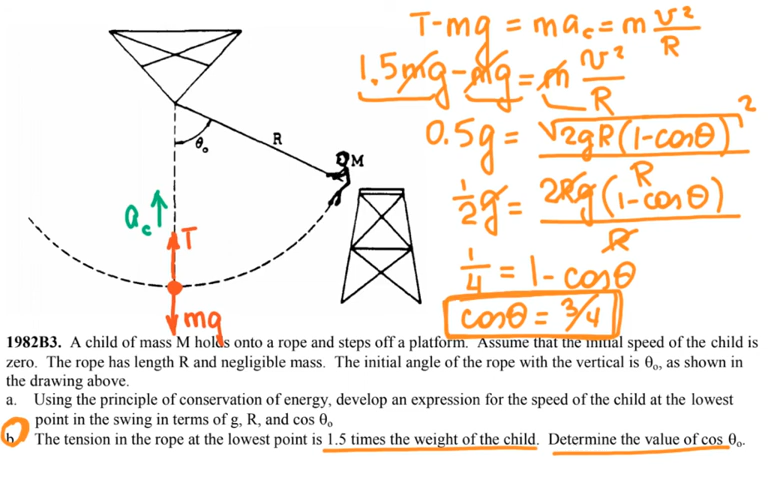 T-mg = ma_c = m v²/R
1.5mg-mg = m v²/R
0.5g = √2gR(1-cosθ)² / R
½g = 2Rg(1-cosθ) / R
¼ = 1-cosθ
cosθ = ¾
θ₀
R
M
a_c
T
mg
1982B3. A child of mass M holds onto a rope and steps off a platform. Assume that the initial speed of the child is
zero. The rope has length R and negligible mass. The initial angle of the rope with the vertical is θ₀, as shown in
the drawing above.
a. Using the principle of conservation of energy, develop an expression for the speed of the child at the lowest
point in the swing in terms of g, R, and cos θ₀
b. The tension in the rope at the lowest point is 1.5 times the weight of the child. Determine the value of cos θ₀.